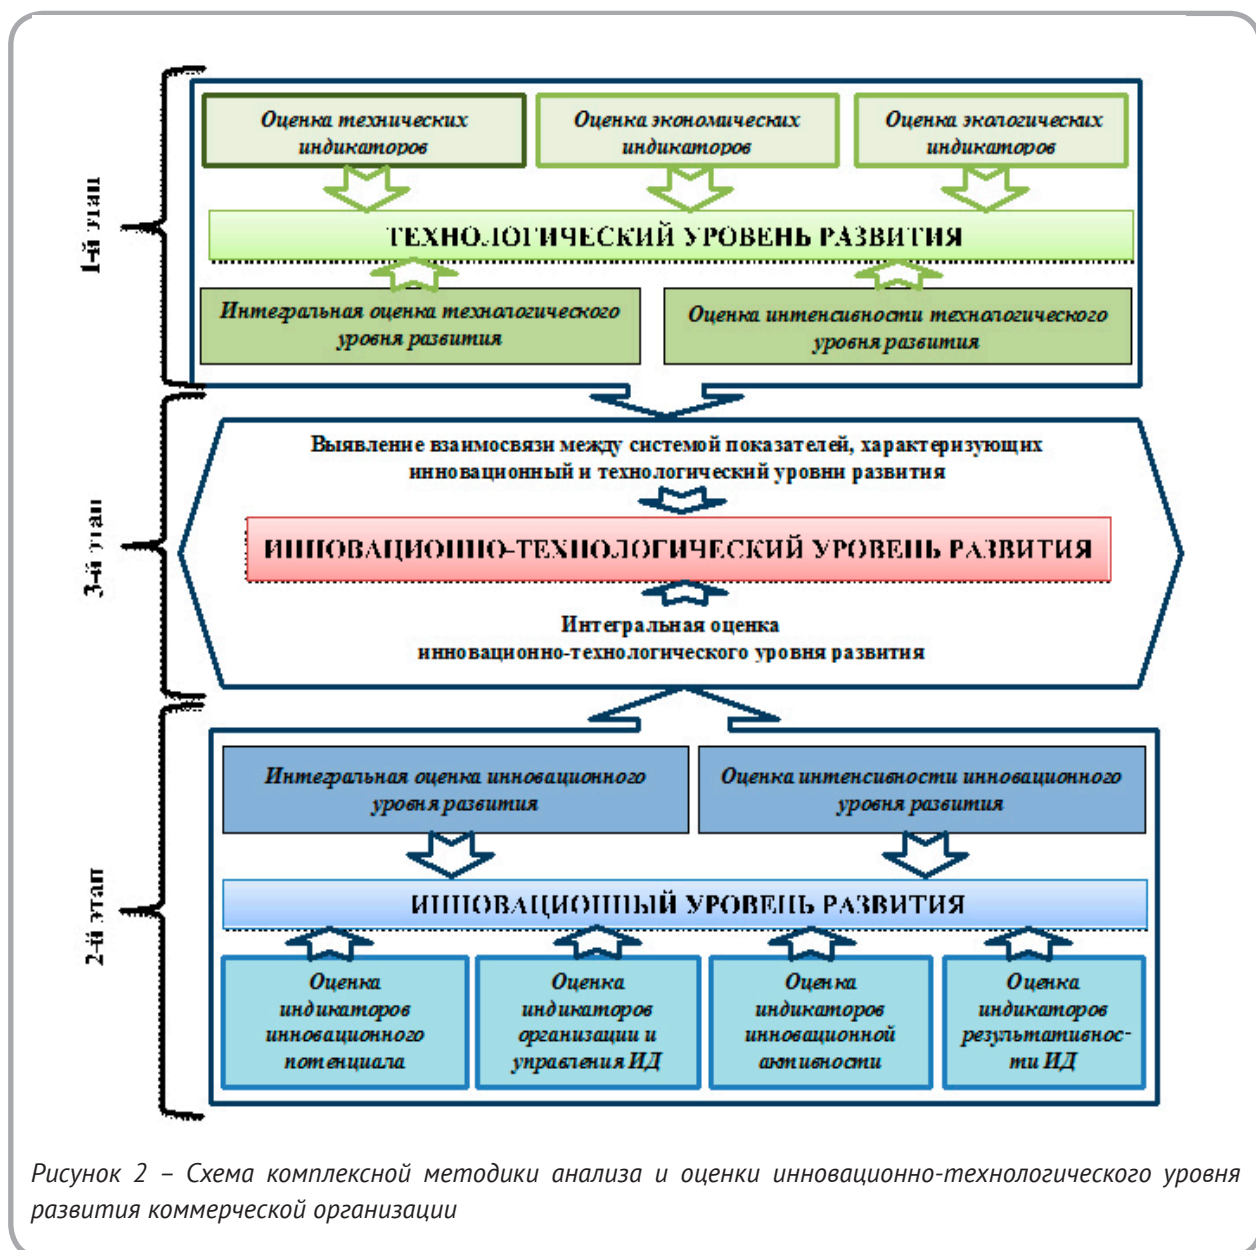 1-й этап
Оценка технических
индикаторов
Оценка экономических
индикаторов
Оценка экологических
индикаторов
ТЕХНОЛОГИЧЕСКИЙ УРОВЕНЬ РАЗВИТИЯ
Интегральная оценка технологического
уровня развития
Оценка интенсивности технологического
уровня развития
3-й этап
Выявление взаимосвязи между системой показателей, характеризующих
инновационный и технологический уровни развития
ИННОВАЦИОННО-ТЕХНОЛОГИЧЕСКИЙ УРОВЕНЬ РАЗВИТИЯ
Интегральная оценка
инновационно-технологического уровня развития
2-й этап
Интегральная оценка инновационного
уровня развития
Оценка интенсивности инновационного
уровня развития
ИННОВАЦИОННЫЙ УРОВЕНЬ РАЗВИТИЯ
Оценка
индикаторов
инновационного
потенциала
Оценка
индикаторов
организации и
управления ИД
Оценка
индикаторов
инновационной
активности
Оценка
индикаторов
результативнос-
ти ИД
Рисунок 2 – Схема комплексной методики анализа и оценки инновационно-технологического уровня
развития коммерческой организации